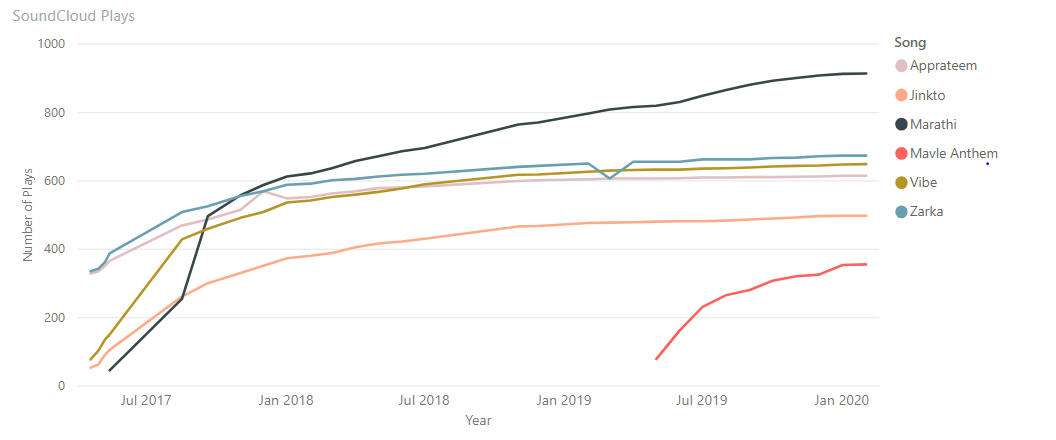 SoundCloud Plays
Number of Plays
1000
800
600
400
200
0
Jul 2017
Jan 2018
Jul 2018
Jan 2019
Jul 2019
Jan 2020
Year
Song
Apprateem
Jinkto
Marathi
Mavle Anthem
Vibe
Zarka